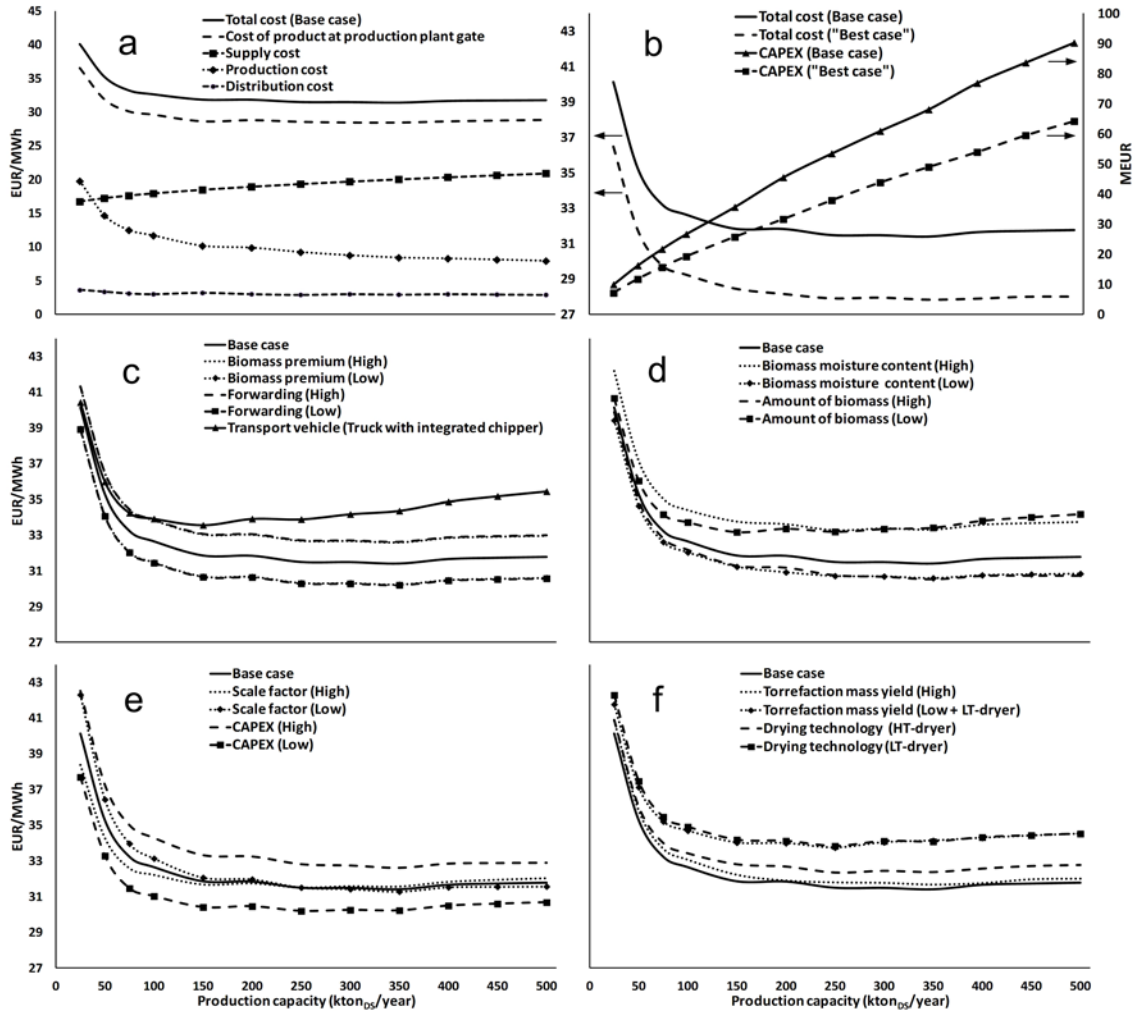 a
Total cost (Base case)
Cost of product at production plant gate
Supply cost
Production cost
Distribution cost
EUR/MWh
45
40
35
30
25
20
15
10
5
0
b
Total cost (Base case)
Total cost ("Best case")
CAPEX (Base case)
CAPEX ("Best case")
43
41
39
37
35
33
31
29
27
100
90
80
70
60
50
40
30
20
10
0
MEUR
c
Base case
Biomass premium (High)
Biomass premium (Low)
Forwarding (High)
Forwarding (Low)
Transport vehicle (Truck with integrated chipper)
EUR/MWh
43
41
39
37
35
33
31
29
27
d
Base case
Biomass moisture content (High)
Biomass moisture content (Low)
Amount of biomass (High)
Amount of biomass (Low)
e
Base case
Scale factor (High)
Scale factor (Low)
CAPEX (High)
CAPEX (Low)
EUR/MWh
43
41
39
37
35
33
31
29
27
0 50 100 150 200 250 300 350 400 450 500
Production capacity (ktonDS/year)
f
Base case
Torrefaction mass yield (High)
Torrefaction mass yield (Low + LT-dryer)
Drying technology (HT-dryer)
Drying technology (LT-dryer)
0 50 100 150 200 250 300 350 400 450 500
Production capacity (ktonDS/year)